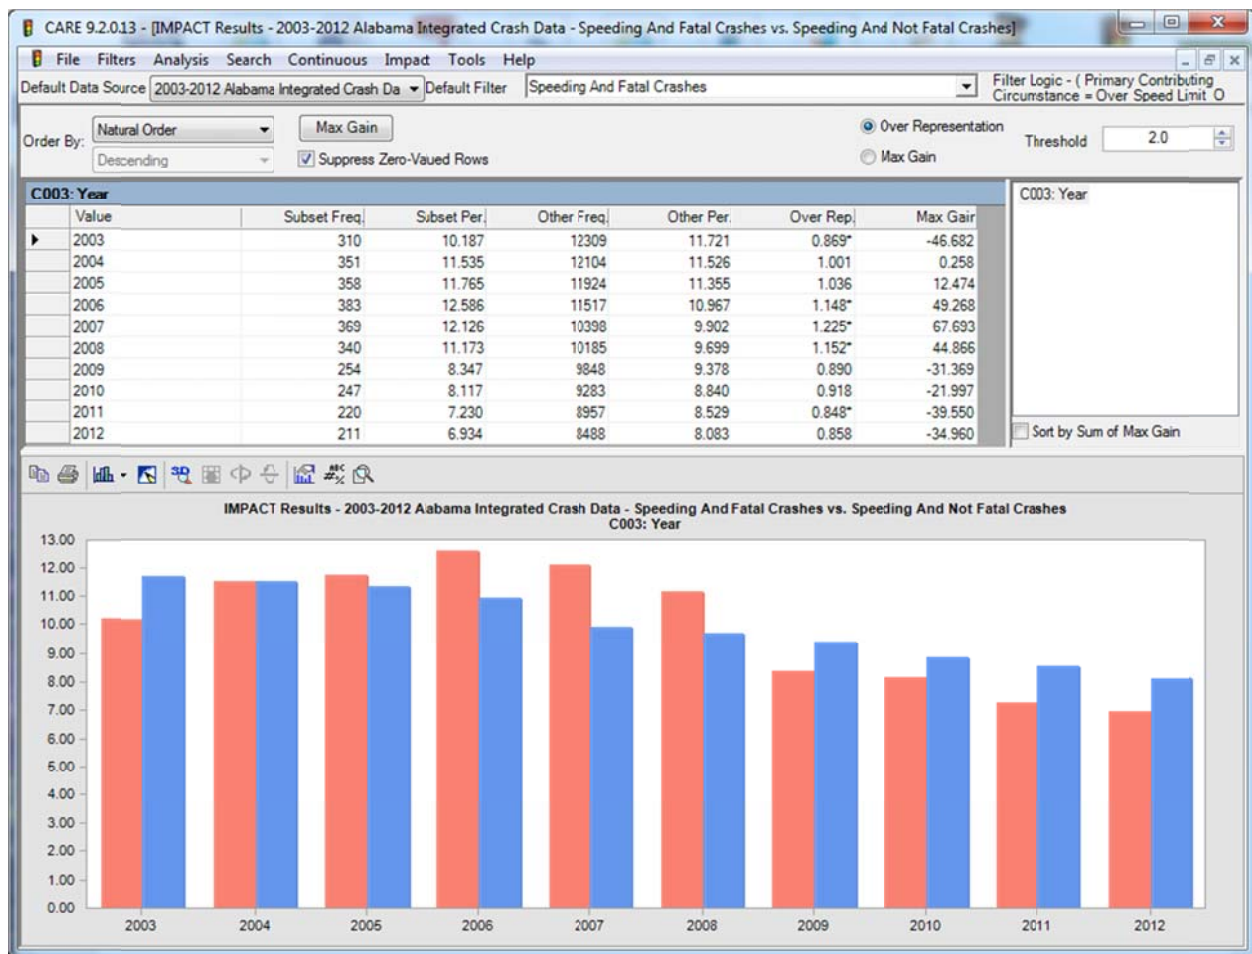 CARE 9.2.0.13 - [IMPACT Results - 2003-2012 Alabama Integrated Crash Data - Speeding And Fatal Crashes vs. Speeding And Not Fatal Crashes]
File Filters Analysis Search Continuous Impact Tools Help
Default Data Source 2003-2012 Alabama Integrated Crash Da Default Filter Speeding And Fatal Crashes Filter Logic - ( Primary Contributing
Circumstance = Over Speed Limit O
Order By: Natural Order Max Gain Over Representation Threshold 2.0
Descending Suppress Zero-Vaued Rows Max Gain
C003: Year C003: Year
Value Subset Freq. Subset Per. Other Freq. Other Per. Over Rep. Max Gain
2003 310 10.187 12309 11.721 0.869* -46.682
2004 351 11.535 12104 11.526 1.001 0.258
2005 358 11.765 11924 11.355 1.036 12.474
2006 383 12.586 11517 10.967 1.148* 49.268
2007 369 12.126 10398 9.902 1.225* 67.693
2008 340 11.173 10185 9.699 1.152* 44.866
2009 254 8.347 9848 9.378 0.890 -31.369
2010 247 8.117 9283 8.840 0.918 -21.997
2011 220 7.230 8957 8.529 0.848* -39.550
2012 211 6.934 8488 8.083 0.858 -34.960
Sort by Sum of Max Gain
3D ABC #%
IMPACT Results - 2003-2012 Aabama Integrated Crash Data - Speeding And Fatal Crashes vs. Speeding And Not Fatal Crashes
C003: Year
13.00
12.00
11.00
10.00
9.00
8.00
7.00
6.00
5.00
4.00
3.00
2.00
1.00
0.00
2003 2004 2005 2006 2007 2008 2009 2010 2011 2012